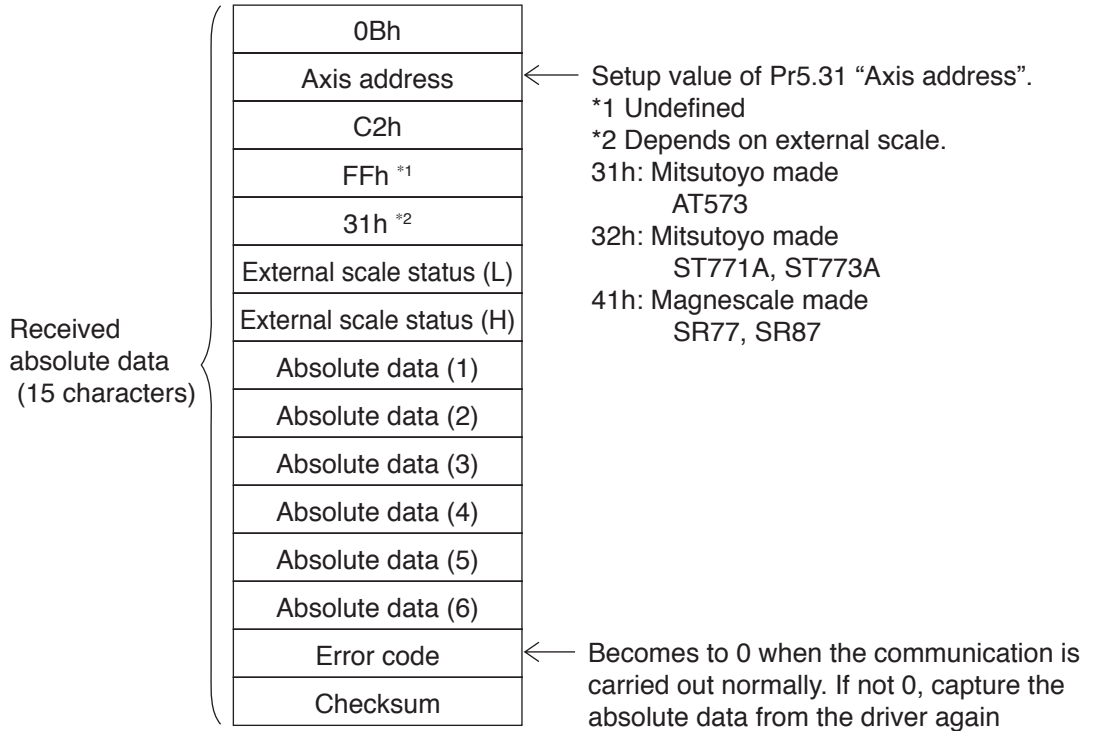 Received
absolute data
(15 characters)
0Bh
Axis address
C2h
FFh *1
31h *2
External scale status (L)
External scale status (H)
Absolute data (1)
Absolute data (2)
Absolute data (3)
Absolute data (4)
Absolute data (5)
Absolute data (6)
Error code
Checksum
Setup value of Pr5.31 “Axis address”.
*1 Undefined
*2 Depends on external scale.
31h: Mitsutoyo made
AT573
32h: Mitsutoyo made
ST771A, ST773A
41h: Magnescale made
SR77, SR87
Becomes to 0 when the communication is
carried out normally. If not 0, capture the
absolute data from the driver again